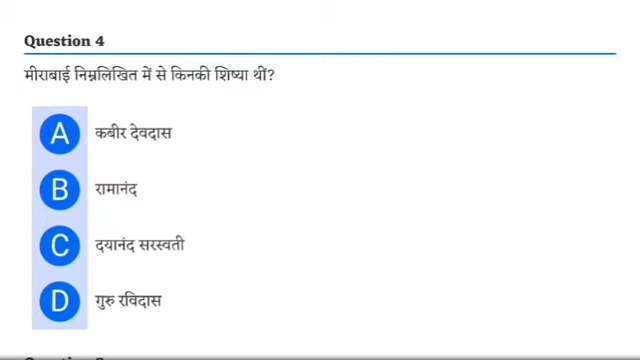 Question 4
मीराबाई निम्नलिखित में से किनकी शिष्या थीं?
A कबीर देवदास
B रामानंद
C दयानंद सरस्वती
D गुरु रविदास